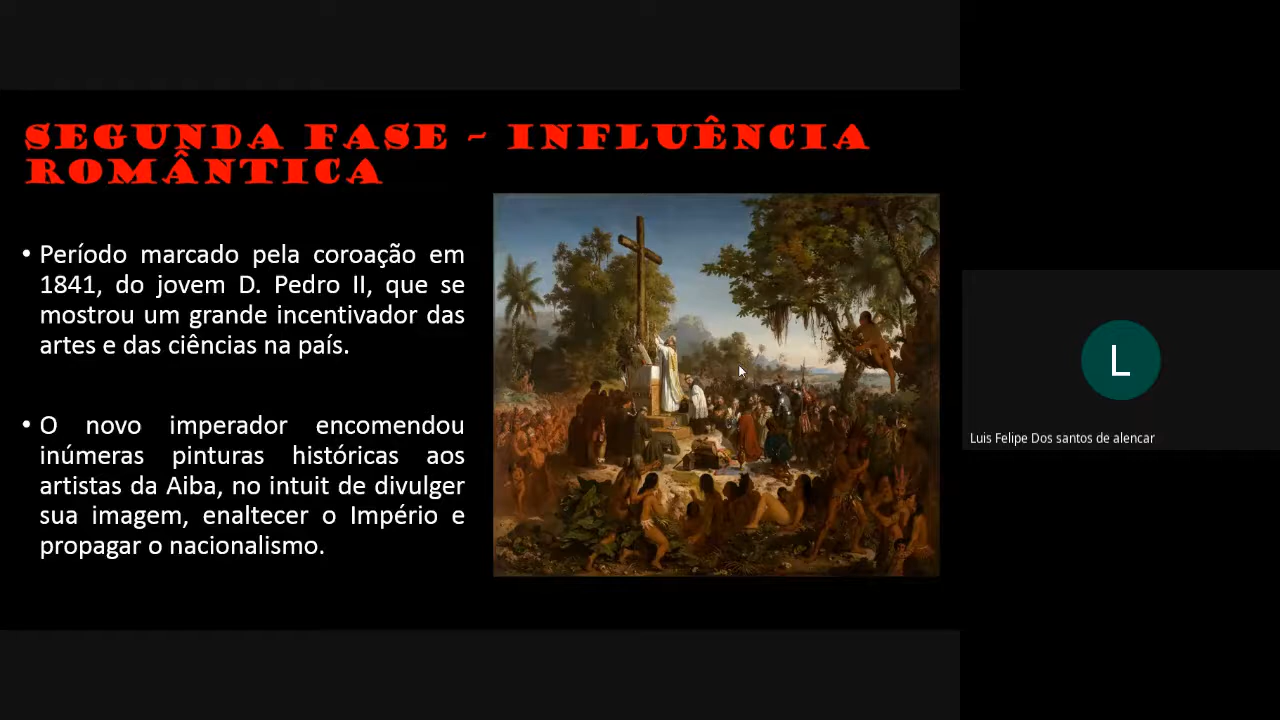 SEGUNDA FASE – INFLUÊNCIA
ROMÂNTICA
• Período marcado pela coroação em
1841, do jovem D. Pedro II, que se
mostrou um grande incentivador das
artes e das ciências na país.
• O novo imperador encomendou
inúmeras pinturas históricas aos
artistas da Aiba, no intuit de divulger
sua imagem, enaltecer o Império e
propagar o nacionalismo.
L
Luis Felipe Dos santos de alencar